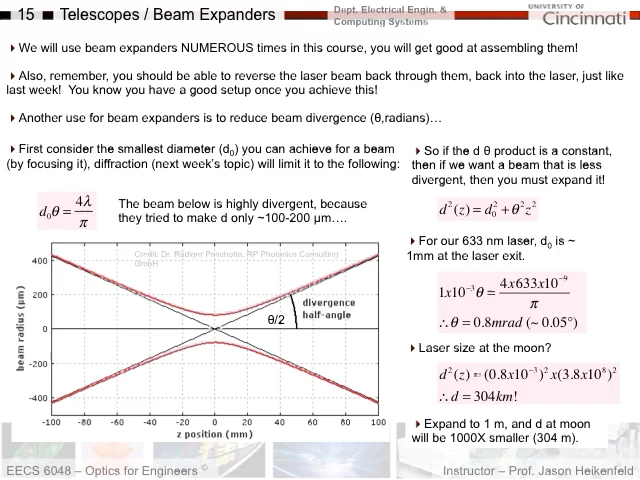 15 Telescopes / Beam Expanders
Dept. Electrical Engin. &
Computing Systems
UNIVERSITY OF
Cincinnati
We will use beam expanders NUMEROUS times in this course, you will get good at assembling them!
Also, remember, you should be able to reverse the laser beam back through them, back into the laser, just like
last week! You know you have a good setup once you achieve this!
Another use for beam expanders is to reduce beam divergence (θ,radians)…
First consider the smallest diameter (d₀) you can achieve for a beam
(by focusing it), diffraction (next week's topic) will limit it to the following:
d₀θ = 4λ/π
The beam below is highly divergent, because
they tried to make d only ~100-200 µm….
Credit: Dr. Rüdiger Paschotta, RP Photonics Consulting
GmbH
400
200
0
-200
-400
beam radius (µm)
divergence
half-angle
θ/2
-100 -80 -60 -40 -20 0 20 40 60 80 100
z position (mm)
So if the d θ product is a constant,
then if we want a beam that is less
divergent, then you must expand it!
d²(z) = d₀² + θ²z²
For our 633 nm laser, d₀ is ~
1mm at the laser exit.
1x10⁻³θ = 4x633x10⁻⁹/π
∴θ = 0.8mrad (~ 0.05°)
Laser size at the moon?
d²(z) ≈ (0.8x10⁻³)²x(3.8x10⁸)²
∴d = 304km!
Expand to 1 m, and d at moon
will be 1000X smaller (304 m).
EECS 6048 – Optics for Engineers ©
Instructor – Prof. Jason Heikenfeld